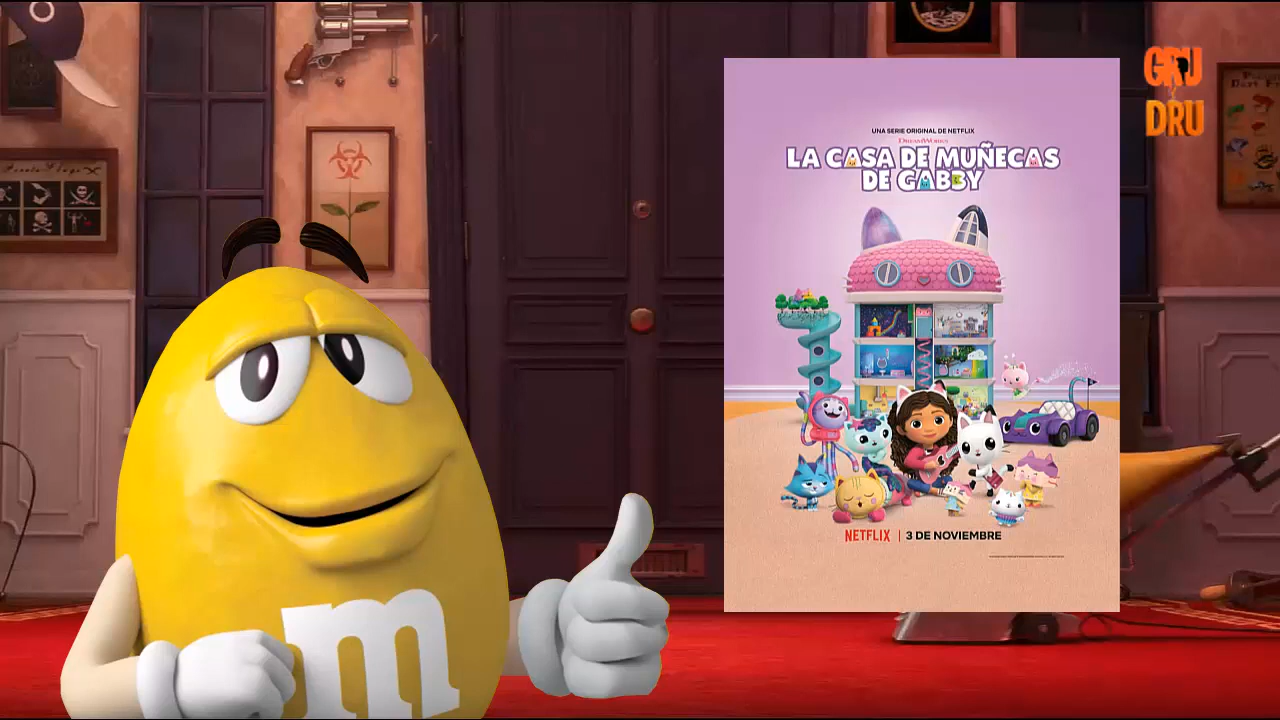 GRU
Y
DRU
UNA SERIE ORIGINAL DE NETFLIX
DREAMWORKS
LA CASA DE MUÑECAS
DE GABBY
NETFLIX | 3 DE NOVIEMBRE
m